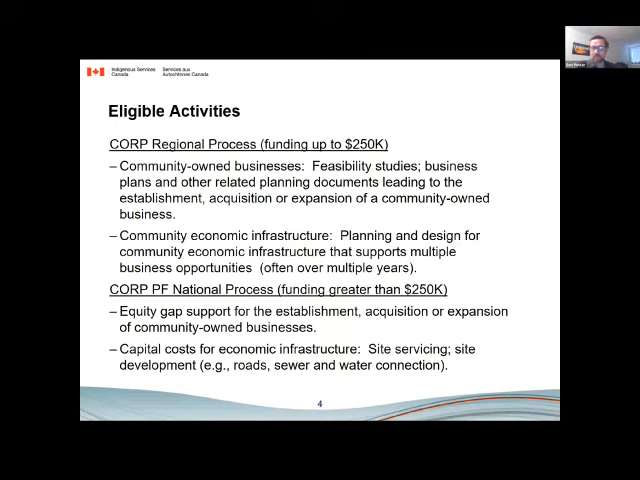 Indigenous Services Canada
Services aux Autochtones Canada
Eligible Activities
CORP Regional Process (funding up to $250K)
– Community-owned businesses: Feasibility studies; business
plans and other related planning documents leading to the
establishment, acquisition or expansion of a community-owned
business.
– Community economic infrastructure: Planning and design for
community economic infrastructure that supports multiple
business opportunities (often over multiple years).
CORP PF National Process (funding greater than $250K)
– Equity gap support for the establishment, acquisition or expansion
of community-owned businesses.
– Capital costs for economic infrastructure: Site servicing; site
development (e.g., roads, sewer and water connection).
4